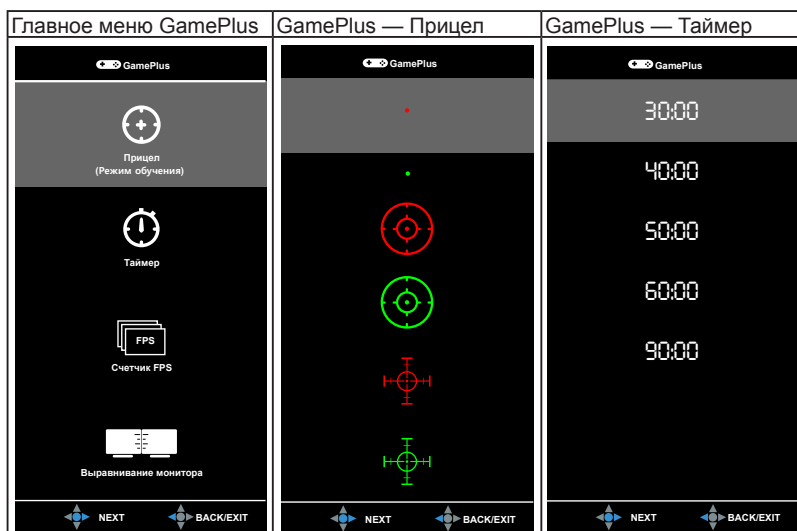 Главное меню GamePlus
GamePlus
Прицел
(Режим обучения)
Таймер
FPS
Счетчик FPS
Выравнивание монитора
NEXT BACK/EXIT
GamePlus — Прицел
GamePlus
NEXT BACK/EXIT
GamePlus — Таймер
GamePlus
30:00
40:00
50:00
60:00
90:00
NEXT BACK/EXIT